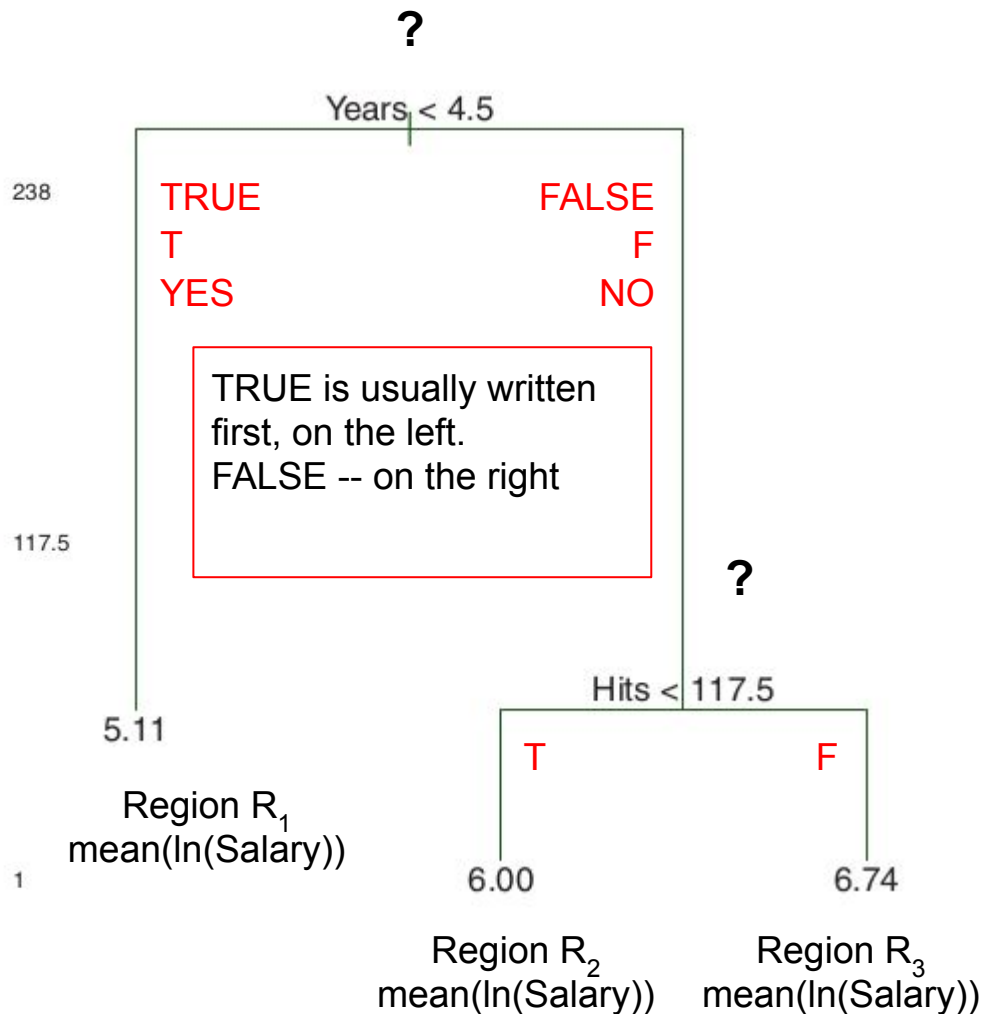 ?
Years < 4.5
238
TRUE
FALSE
T
F
YES
NO
TRUE is usually written
first, on the left.
FALSE -- on the right
117.5
?
Hits < 117.5
5.11
T
F
Region R₁
mean(ln(Salary))
1
6.00
6.74
Region R₂
mean(ln(Salary))
Region R₃
mean(ln(Salary))